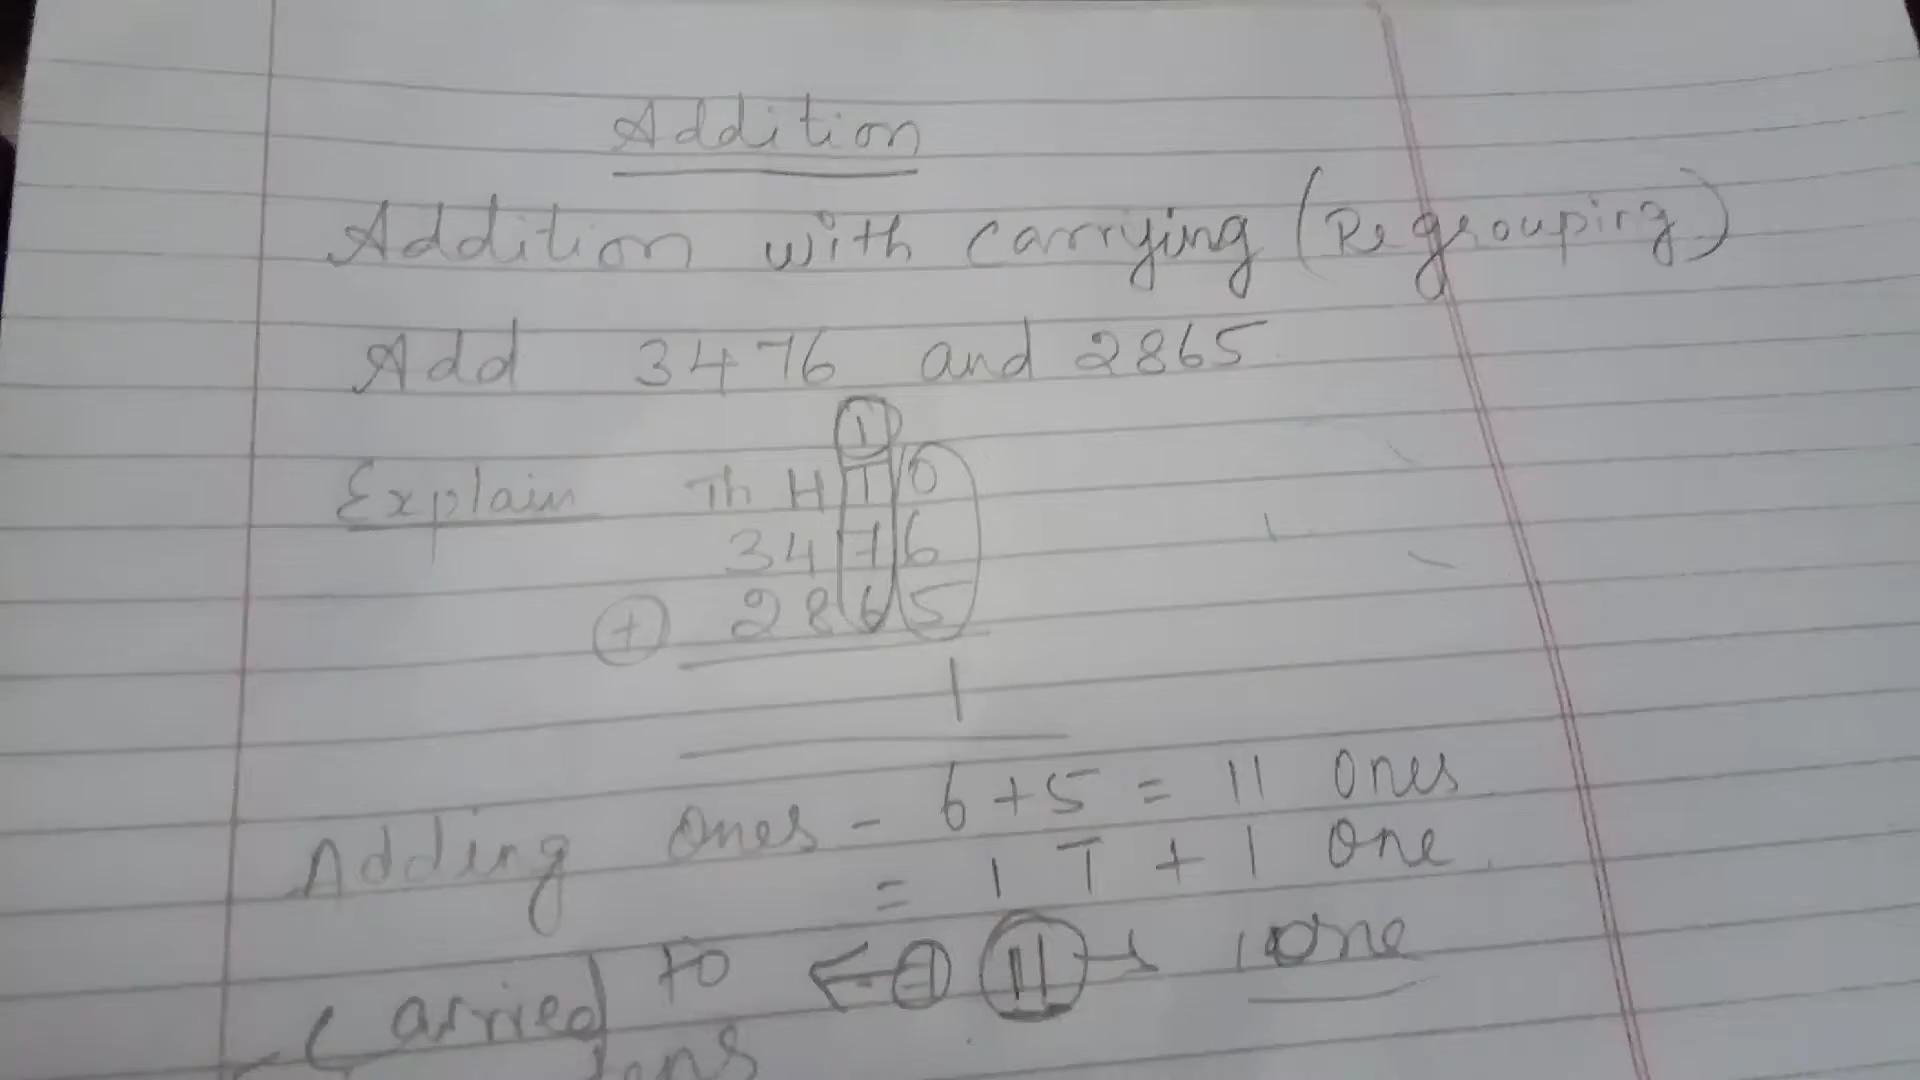 Addition
Addition with carrying (Regrouping)
Add 3476 and 2865
1
Explain Th H T O
3476
+ 2865
1
Adding ones - 6+5 = 11 Ones
= 1 T + 1 One
Carried to ← T 11 → 1 One
tens